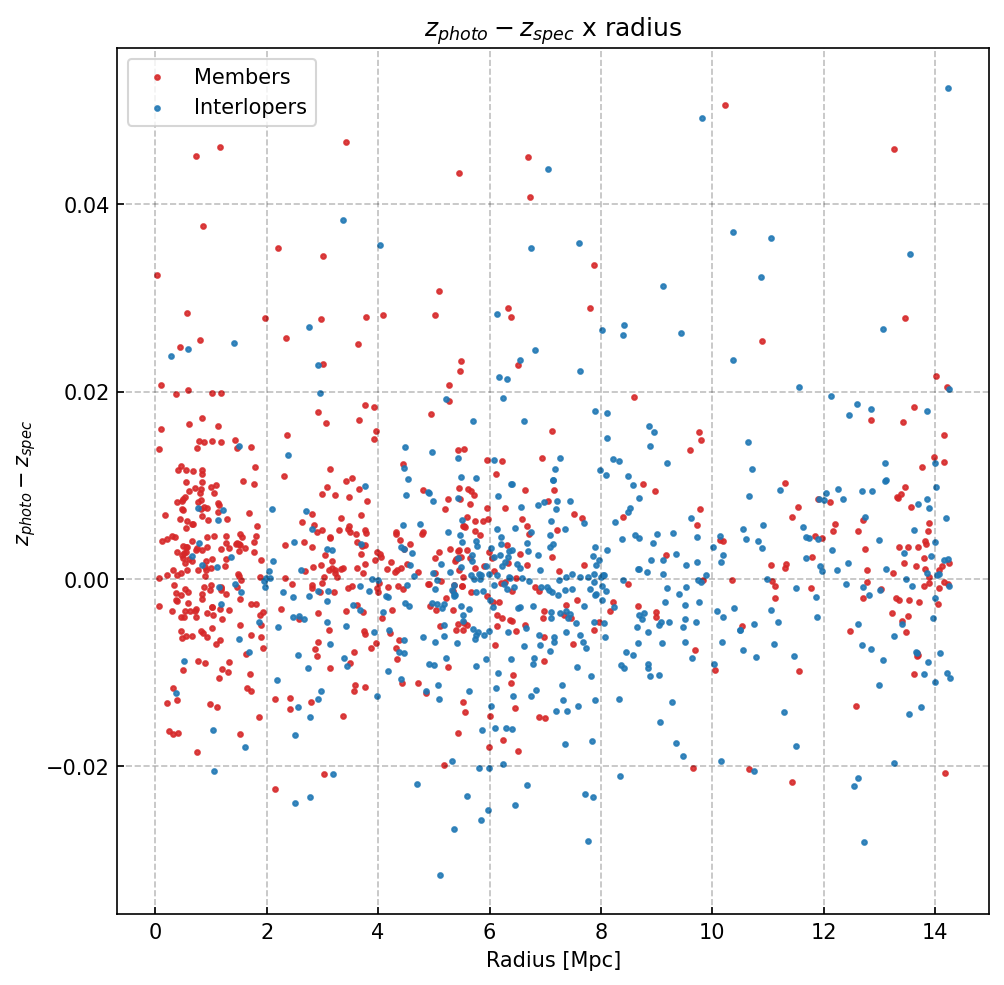 z_photo − z_spec x radius
Members
Interlopers
0.04
0.02
0.00
−0.02
z_photo − z_spec
0 2 4 6 8 10 12 14
Radius [Mpc]